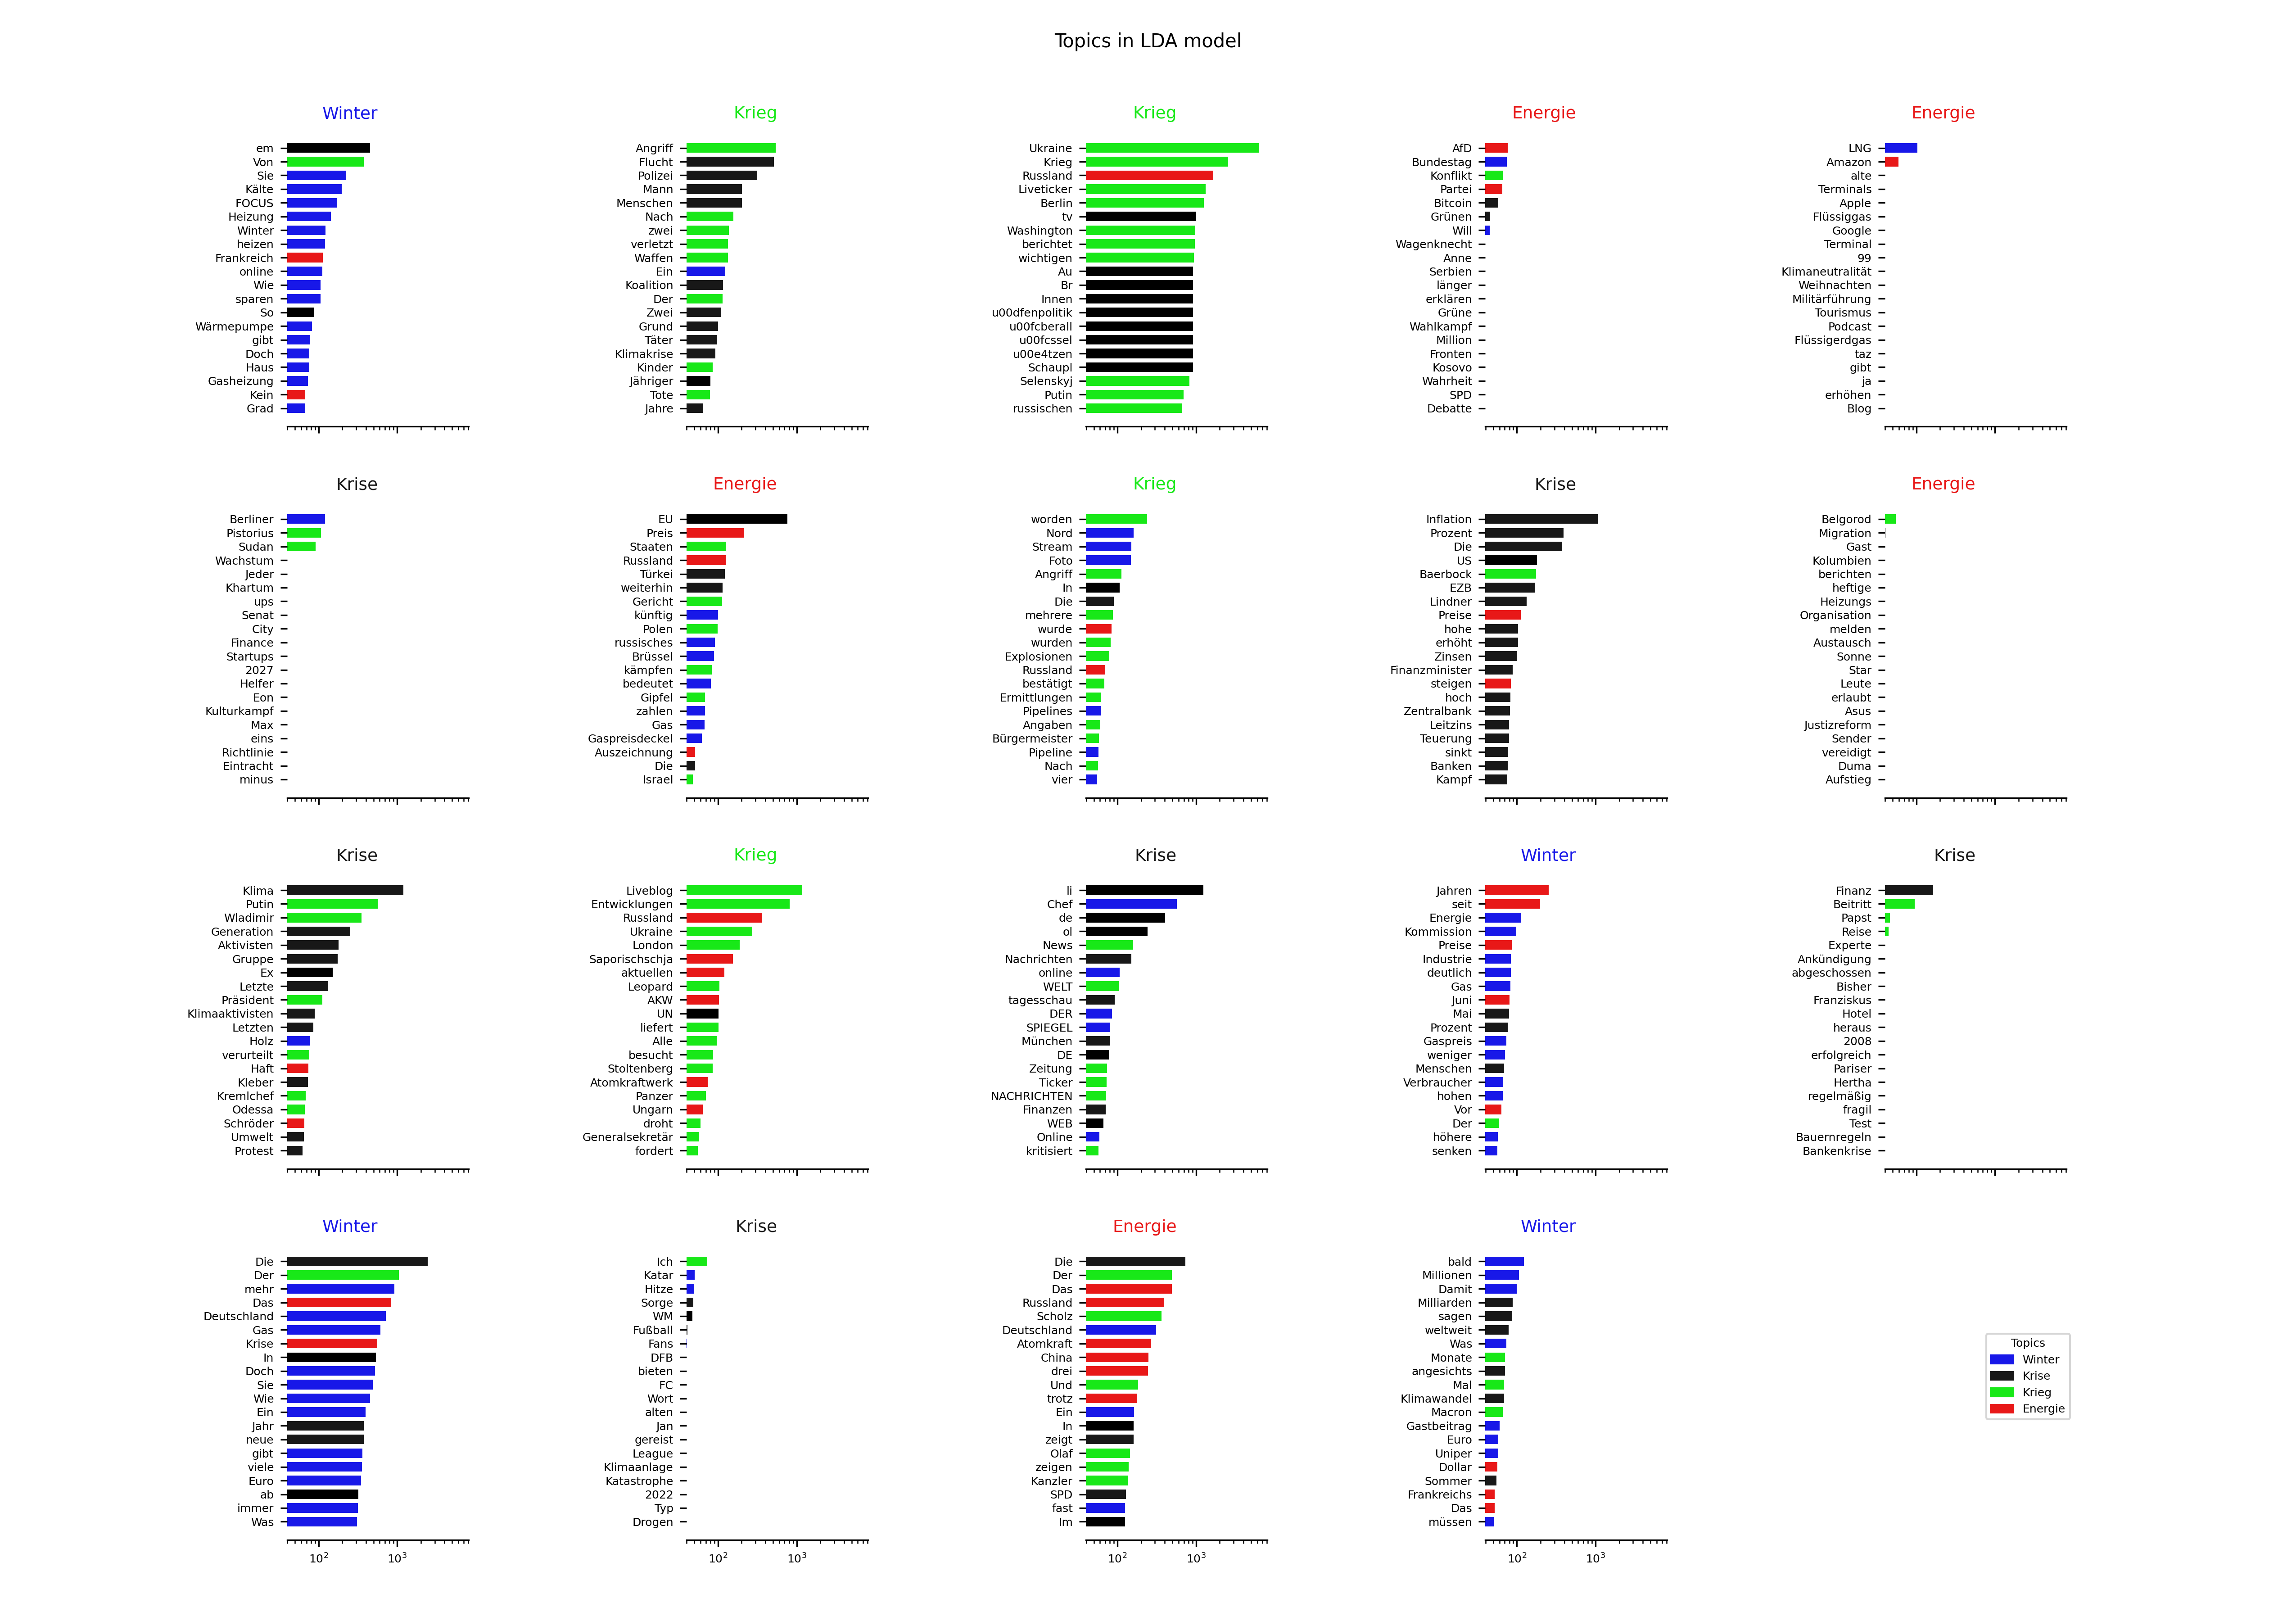 Topics in LDA model
Winter
em
Von
Sie
Kälte
FOCUS
Heizung
Winter
heizen
Frankreich
online
Wie
sparen
So
Wärmepumpe
gibt
Doch
Haus
Gasheizung
Kein
Grad
Krieg
Angriff
Flucht
Polizei
Mann
Menschen
Nach
zwei
verletzt
Waffen
Ein
Koalition
Der
Zwei
Grund
Täter
Klimakrise
Kinder
Jähriger
Tote
Jahre
Krieg
Ukraine
Krieg
Russland
Liveticker
Berlin
tv
Washington
berichtet
wichtigen
Au
Br
Innen
u00dfenpolitik
u00fcberall
u00fcssel
u00e4tzen
Schaupl
Selenskyj
Putin
russischen
Energie
AfD
Bundestag
Konflikt
Partei
Bitcoin
Grünen
Will
Wagenknecht
Anne
Serbien
länger
erklären
Grüne
Wahlkampf
Million
Fronten
Kosovo
Wahrheit
SPD
Debatte
Energie
LNG
Amazon
alte
Terminals
Apple
Flüssiggas
Google
Terminal
99
Klimaneutralität
Weihnachten
Militärführung
Tourismus
Podcast
Flüssigerdgas
taz
gibt
ja
erhöhen
Blog
Krise
Berliner
Pistorius
Sudan
Wachstum
Jeder
Khartum
ups
Senat
City
Finance
Startups
2027
Helfer
Eon
Kulturkampf
Max
eins
Richtlinie
Eintracht
minus
Energie
EU
Preis
Staaten
Russland
Türkei
weiterhin
Gericht
künftig
Polen
russisches
Brüssel
kämpfen
bedeutet
Gipfel
zahlen
Gas
Gaspreisdeckel
Auszeichnung
Die
Israel
Krieg
worden
Nord
Stream
Foto
Angriff
In
Die
mehrere
wurde
wurden
Explosionen
Russland
bestätigt
Ermittlungen
Pipelines
Angaben
Bürgermeister
Pipeline
Nach
vier
Krise
Inflation
Prozent
Die
US
Baerbock
EZB
Lindner
Preise
hohe
erhöht
Zinsen
Finanzminister
steigen
hoch
Zentralbank
Leitzins
Teuerung
sinkt
Banken
Kampf
Energie
Belgorod
Migration
Gast
Kolumbien
berichten
heftige
Heizungs
Organisation
melden
Austausch
Sonne
Star
Leute
erlaubt
Asus
Justizreform
Sender
vereidigt
Duma
Aufstieg
Krise
Klima
Putin
Wladimir
Generation
Aktivisten
Gruppe
Ex
Letzte
Präsident
Klimaaktivisten
Letzten
Holz
verurteilt
Haft
Kleber
Kremlchef
Odessa
Schröder
Umwelt
Protest
Krieg
Liveblog
Entwicklungen
Russland
Ukraine
London
Saporischschja
aktuellen
Leopard
AKW
UN
liefert
Alle
besucht
Stoltenberg
Atomkraftwerk
Panzer
Ungarn
droht
Generalsekretär
fordert
Krise
li
Chef
de
ol
News
Nachrichten
online
WELT
tagesschau
DER
SPIEGEL
München
DE
Zeitung
Ticker
NACHRICHTEN
Finanzen
WEB
Online
kritisiert
Winter
Jahren
seit
Energie
Kommission
Preise
Industrie
deutlich
Gas
Juni
Mai
Prozent
Gaspreis
weniger
Menschen
Verbraucher
hohen
Vor
Der
höhere
senken
Krise
Finanz
Beitritt
Papst
Reise
Experte
Ankündigung
abgeschossen
Bisher
Franziskus
Hotel
heraus
2008
erfolgreich
Pariser
Hertha
regelmäßig
fragil
Test
Bauernregeln
Bankenkrise
Winter
Die
Der
mehr
Das
Deutschland
Gas
Krise
In
Doch
Sie
Wie
Ein
Jahr
neue
gibt
viele
Euro
ab
immer
Was
10² 10³
Krise
Ich
Katar
Hitze
Sorge
WM
Fußball
Fans
DFB
bieten
FC
Wort
alten
Jan
gereist
League
Klimaanlage
Katastrophe
2022
Typ
Drogen
10² 10³
Energie
Die
Der
Das
Russland
Scholz
Deutschland
Atomkraft
China
drei
Und
trotz
Ein
In
zeigt
Olaf
zeigen
Kanzler
SPD
fast
Im
10² 10³
Winter
bald
Millionen
Damit
Milliarden
sagen
weltweit
Was
Monate
angesichts
Mal
Klimawandel
Macron
Gastbeitrag
Euro
Uniper
Dollar
Sommer
Frankreichs
Das
müssen
10² 10³
Topics
Winter
Krise
Krieg
Energie